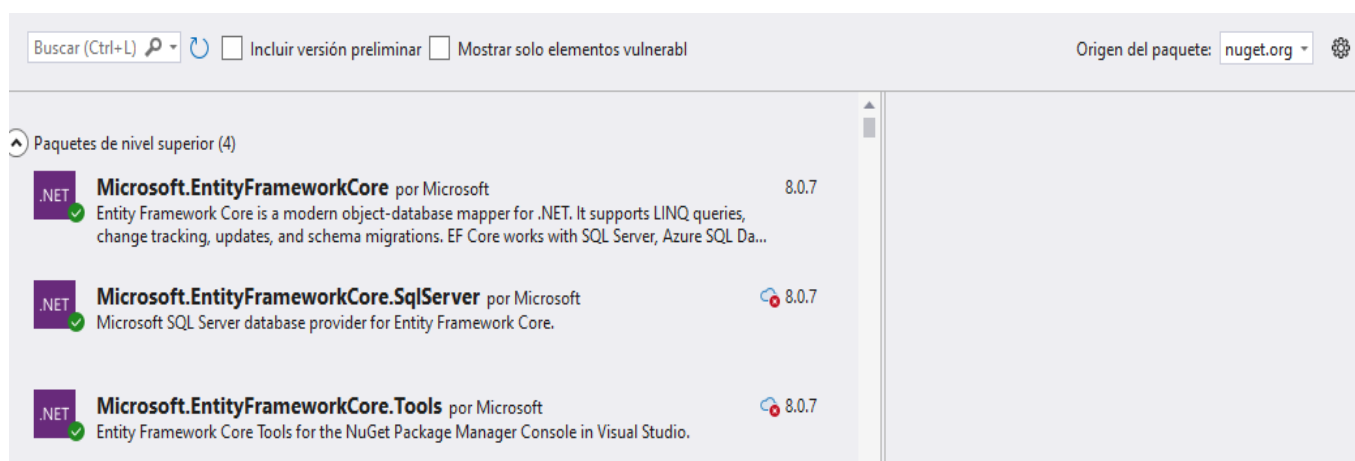 Buscar (Ctrl+L) Incluir versión preliminar Mostrar solo elementos vulnerabl Origen del paquete: nuget.org
Paquetes de nivel superior (4)
.NET Microsoft.EntityFrameworkCore por Microsoft 8.0.7
Entity Framework Core is a modern object-database mapper for .NET. It supports LINQ queries,
change tracking, updates, and schema migrations. EF Core works with SQL Server, Azure SQL Da...
.NET Microsoft.EntityFrameworkCore.SqlServer por Microsoft 8.0.7
Microsoft SQL Server database provider for Entity Framework Core.
.NET Microsoft.EntityFrameworkCore.Tools por Microsoft 8.0.7
Entity Framework Core Tools for the NuGet Package Manager Console in Visual Studio.